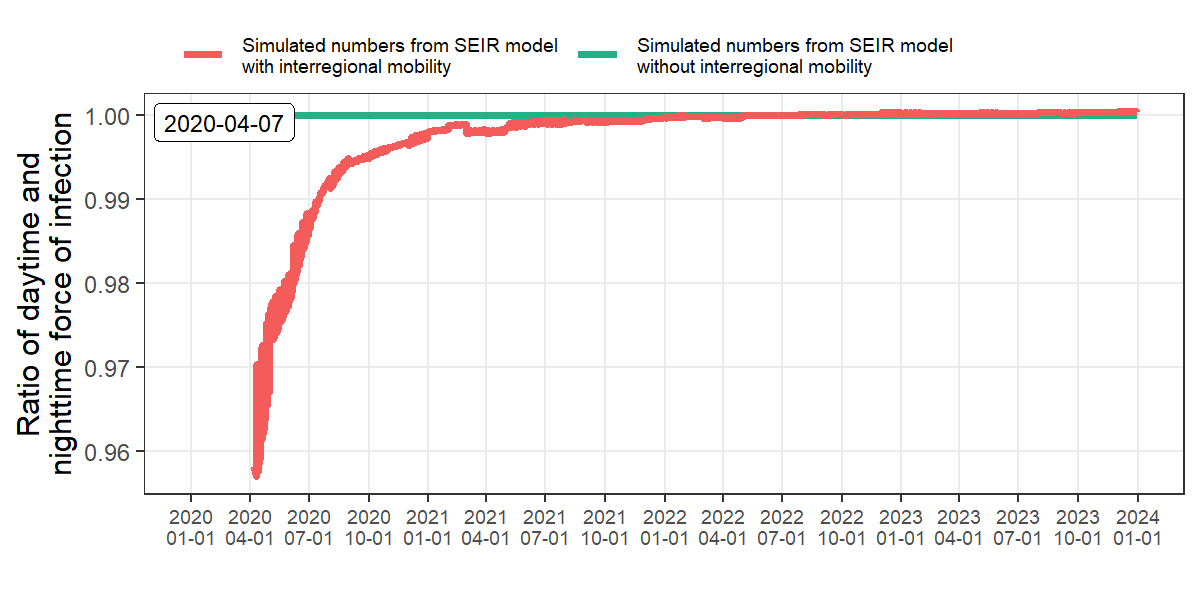 Simulated numbers from SEIR model
with interregional mobility
Simulated numbers from SEIR model
without interregional mobility
Ratio of daytime and
nighttime force of infection
1.00
0.99
0.98
0.97
0.96
2020-04-07
2020 2020 2020 2020 2021 2021 2021 2021 2022 2022 2022 2022 2023 2023 2023 2023 2024
01-01 04-01 07-01 10-01 01-01 04-01 07-01 10-01 01-01 04-01 07-01 10-01 01-01 04-01 07-01 10-01 01-01